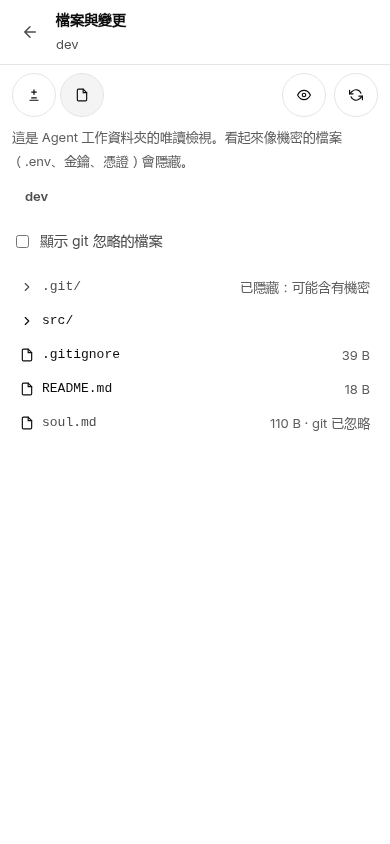 檔案與變更
dev
這是 Agent 工作資料夾的唯讀檢視。看起來像機密的檔案
（.env、金鑰、憑證）會隱藏。
dev
顯示 git 忽略的檔案
.git/ 已隱藏：可能含有機密
src/
.gitignore 39 B
README.md 18 B
soul.md 110 B · git 已忽略